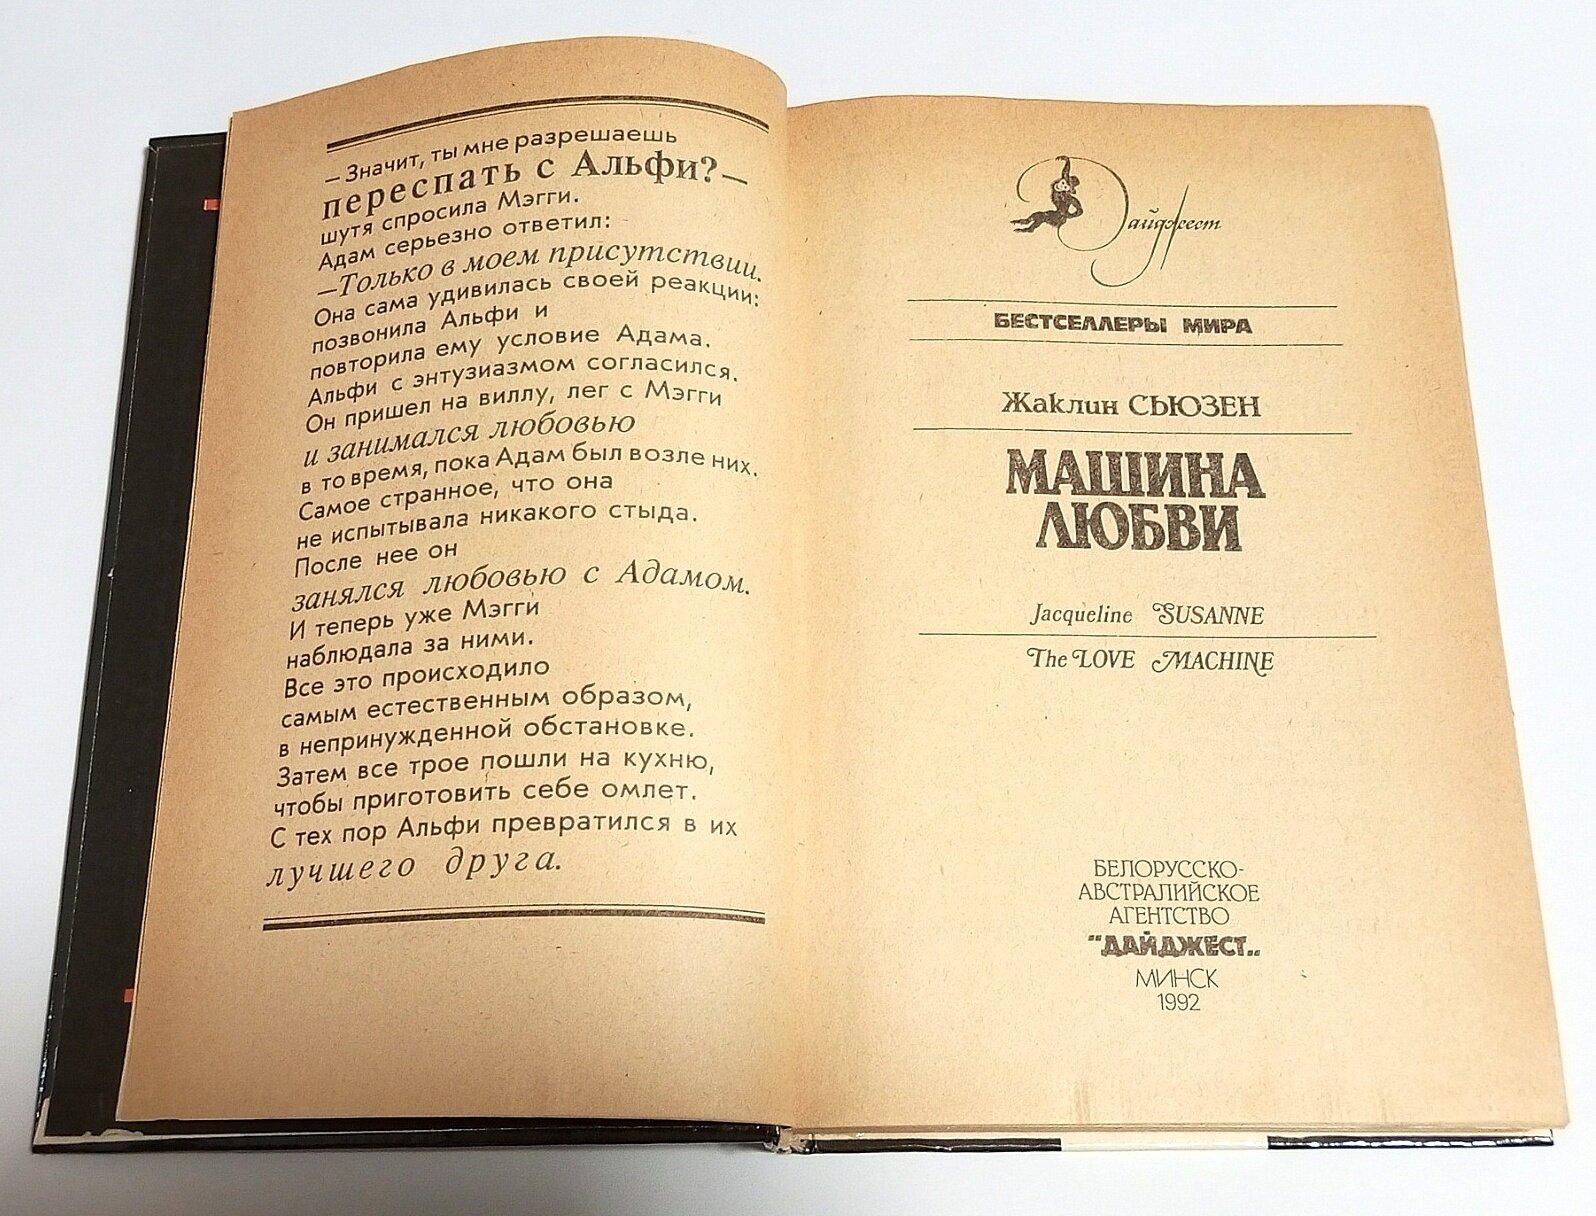 — Значит, ты мне разрешаешь
переспать с Альфи? —
шутя спросила Мэгги.
Адам серьезно ответил:
— Только в моем присутствии.
Она сама удивилась своей реакции:
позвонила Альфи и
повторила ему условие Адама.
Альфи с энтузиазмом согласился.
Он пришел на виллу, лег с Мэгги
и занимался любовью
в то время, пока Адам был возле них.
Самое странное, что она
не испытывала никакого стыда.
После нее он
занялся любовью с Адамом.
И теперь уже Мэгги
наблюдала за ними.
Все это происходило
самым естественным образом,
в непринужденной обстановке.
Затем все трое пошли на кухню,
чтобы приготовить себе омлет.
С тех пор Альфи превратился в их
лучшего друга.
Дайджест
БЕСТСЕЛЛЕРЫ МИРА
Жаклин СЬЮЗЕН
МАШИНА
ЛЮБВИ
Jacqueline SUSANNE
The LOVE MACHINE
БЕЛОРУССКО-
АВСТРАЛИЙСКОЕ
АГЕНТСТВО
"ДАЙДЖЕСТ„
МИНСК
1992